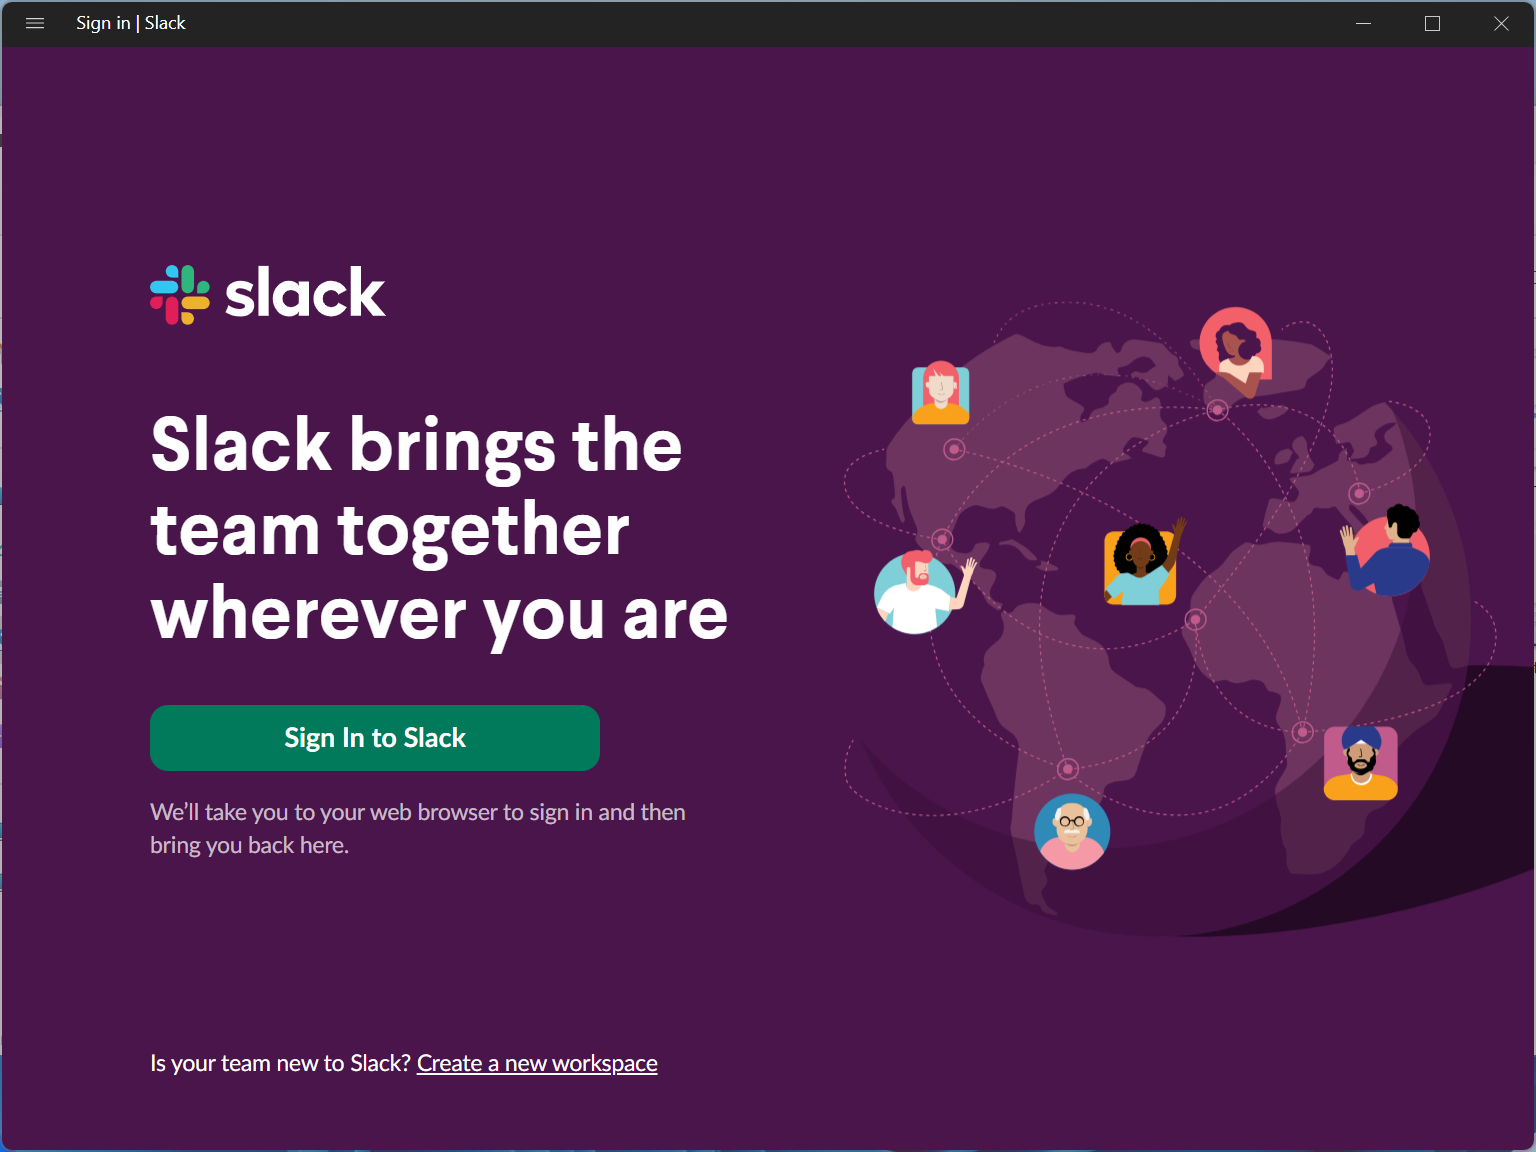 Sign in | Slack
slack
Slack brings the
team together
wherever you are
Sign In to Slack
We’ll take you to your web browser to sign in and then
bring you back here.
Is your team new to Slack? Create a new workspace